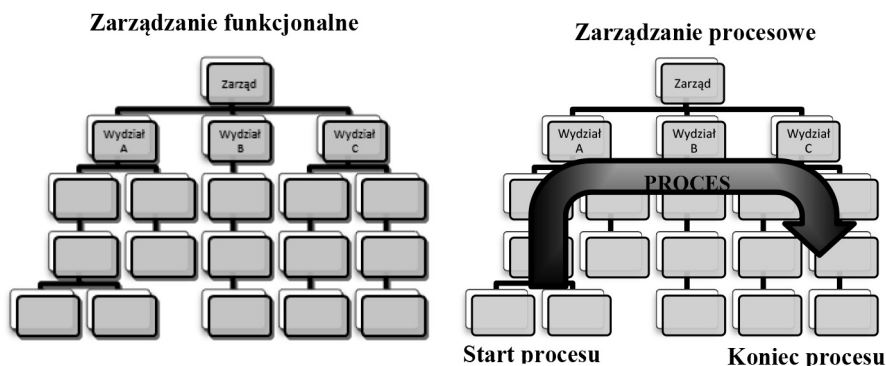 Zarządzanie funkcjonalne
Zarząd
Wydział
A
Wydział
B
Wydział
C
Zarządzanie procesowe
Zarząd
Wydział
A
Wydział
B
Wydział
C
PROCES
Start procesu
Koniec procesu